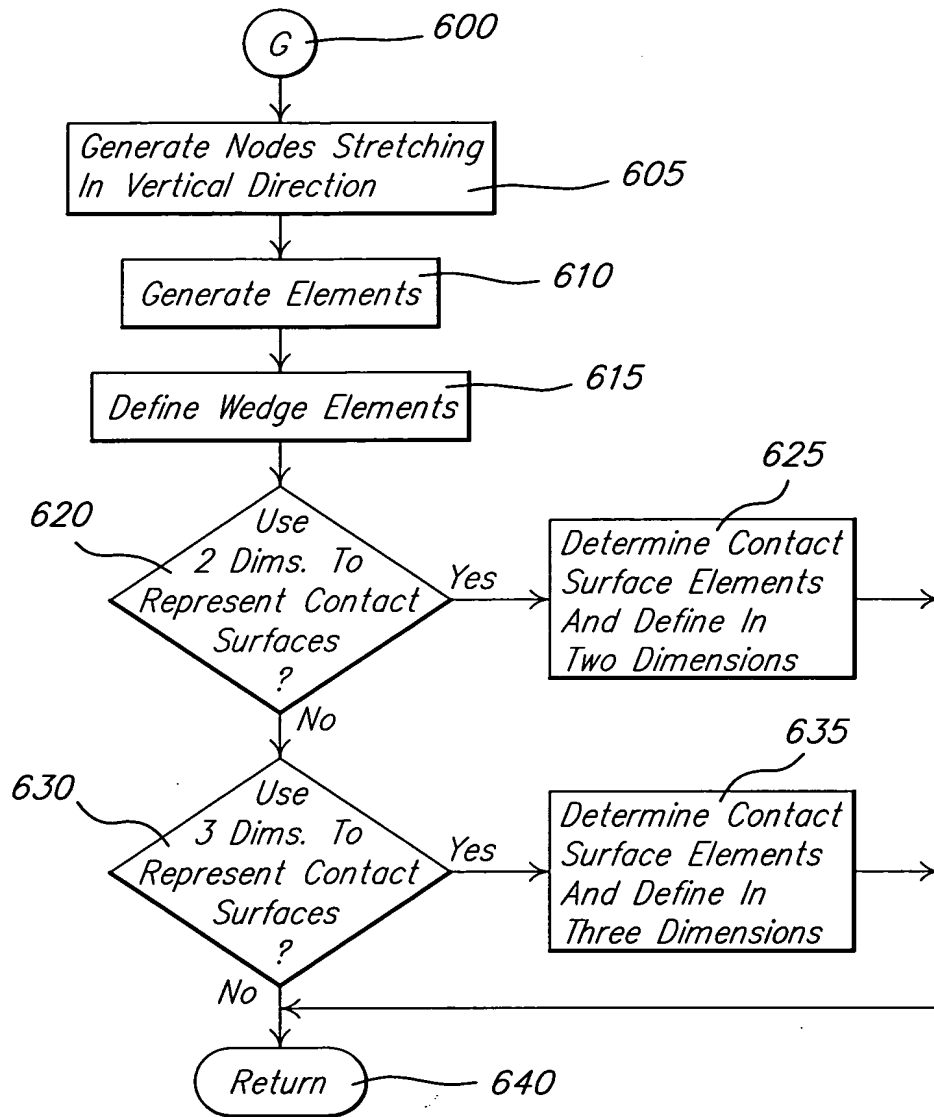 G
600
Generate Nodes Stretching
In Vertical Direction
605
Generate Elements
610
Define Wedge Elements
615
Use
2 Dims. To
Represent Contact
Surfaces
?
620
Yes
Determine Contact
Surface Elements
And Define In
Two Dimensions
625
No
Use
3 Dims. To
Represent Contact
Surfaces
?
630
Yes
Determine Contact
Surface Elements
And Define In
Three Dimensions
635
No
Return
640